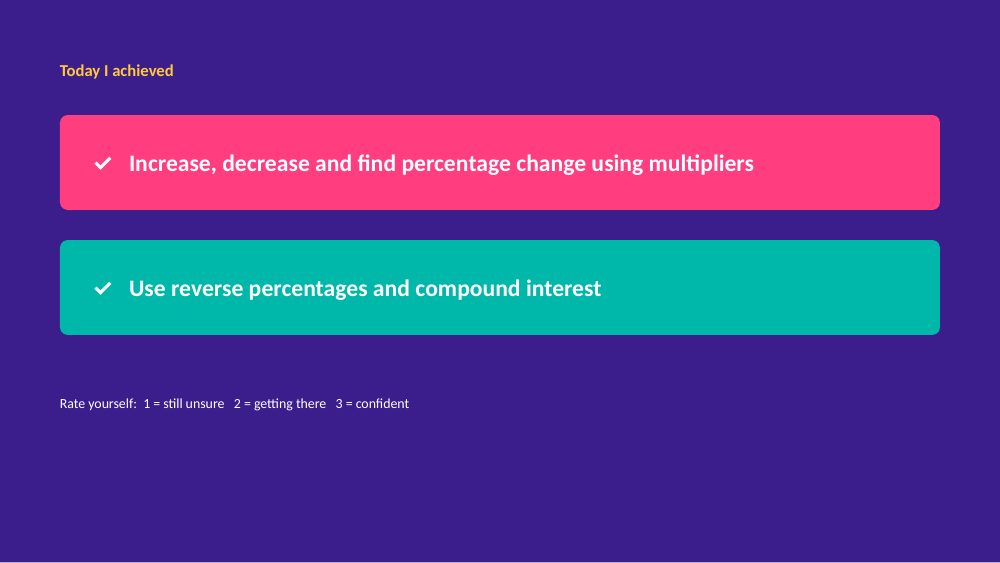 Today I achieved
✓ Increase, decrease and find percentage change using multipliers
✓ Use reverse percentages and compound interest
Rate yourself:  1 = still unsure   2 = getting there   3 = confident